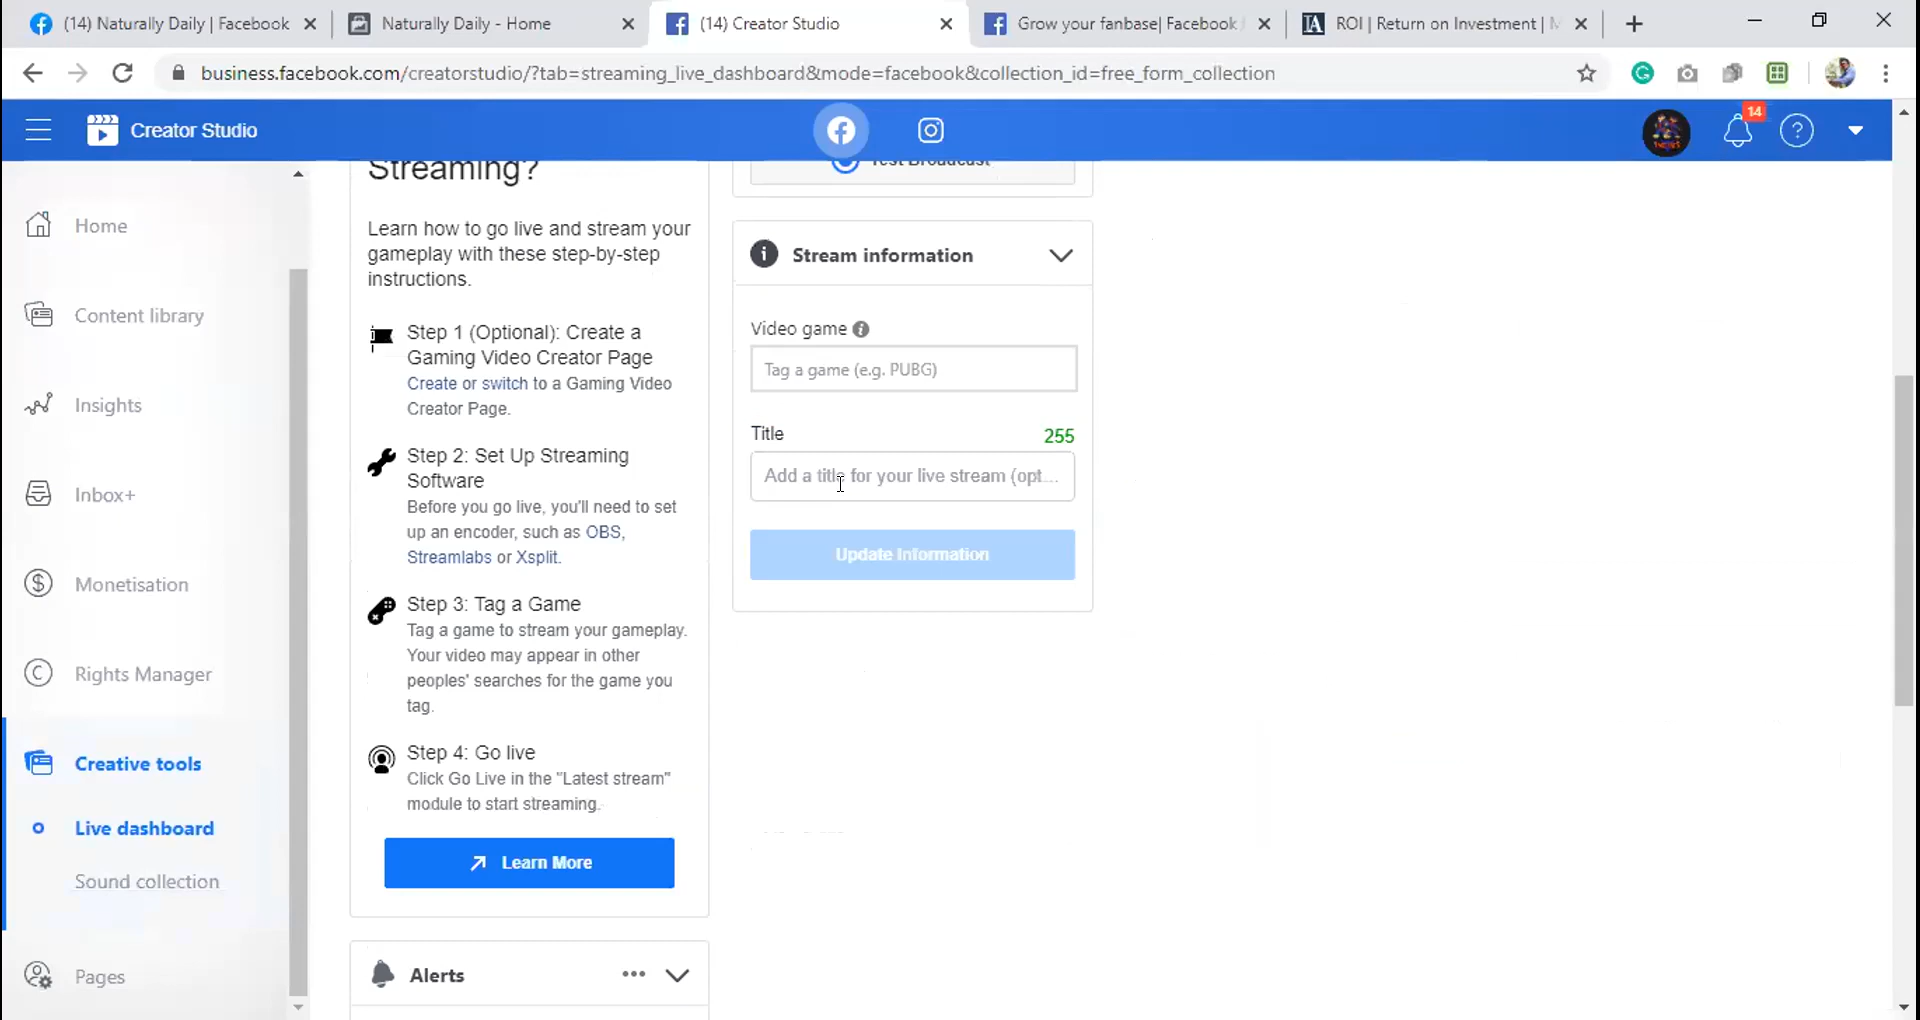 (14) Naturally Daily | Facebook
Naturally Daily - Home
(14) Creator Studio
Grow your fanbase| Facebook
ROI | Return on Investment |
business.facebook.com/creatorstudio/?tab=streaming_live_dashboard&mode=facebook&collection_id=free_form_collection
Creator Studio
14
Home
Content library
Insights
Inbox+
Monetisation
Rights Manager
Creative tools
Live dashboard
Sound collection
Pages
Streaming?
Learn how to go live and stream your
gameplay with these step-by-step
instructions.
Step 1 (Optional): Create a
Gaming Video Creator Page
Create or switch to a Gaming Video
Creator Page.
Step 2: Set Up Streaming
Software
Before you go live, you'll need to set
up an encoder, such as OBS,
Streamlabs or Xsplit.
Step 3: Tag a Game
Tag a game to stream your gameplay.
Your video may appear in other
peoples' searches for the game you
tag.
Step 4: Go live
Click Go Live in the "Latest stream"
module to start streaming.
Learn More
Alerts
Test Broadcast
Stream information
Video game
Tag a game (e.g. PUBG)
Title
255
Add a title for your live stream (opt...
Update Information